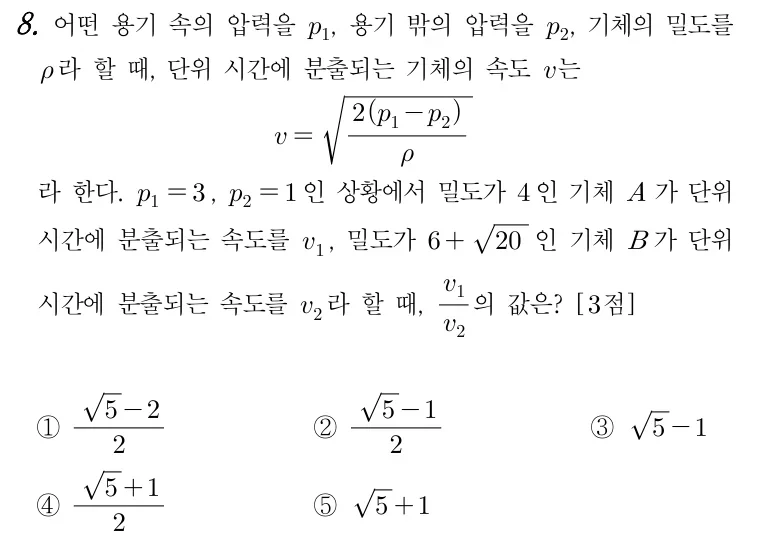 8. 어떤 용기 속의 압력을 p₁, 용기 밖의 압력을 p₂, 기체의 밀도를
ρ라 할 때, 단위 시간에 분출되는 기체의 속도 v는
v = √(2(p₁−p₂)/ρ)
라 한다. p₁=3, p₂=1인 상황에서 밀도가 4인 기체 A가 단위
시간에 분출되는 속도를 v₁, 밀도가 6+√20인 기체 B가 단위
시간에 분출되는 속도를 v₂라 할 때, v₁/v₂의 값은? [3점]
① (√5−2)/2 ② (√5−1)/2 ③ √5−1
④ (√5+1)/2 ⑤ √5+1